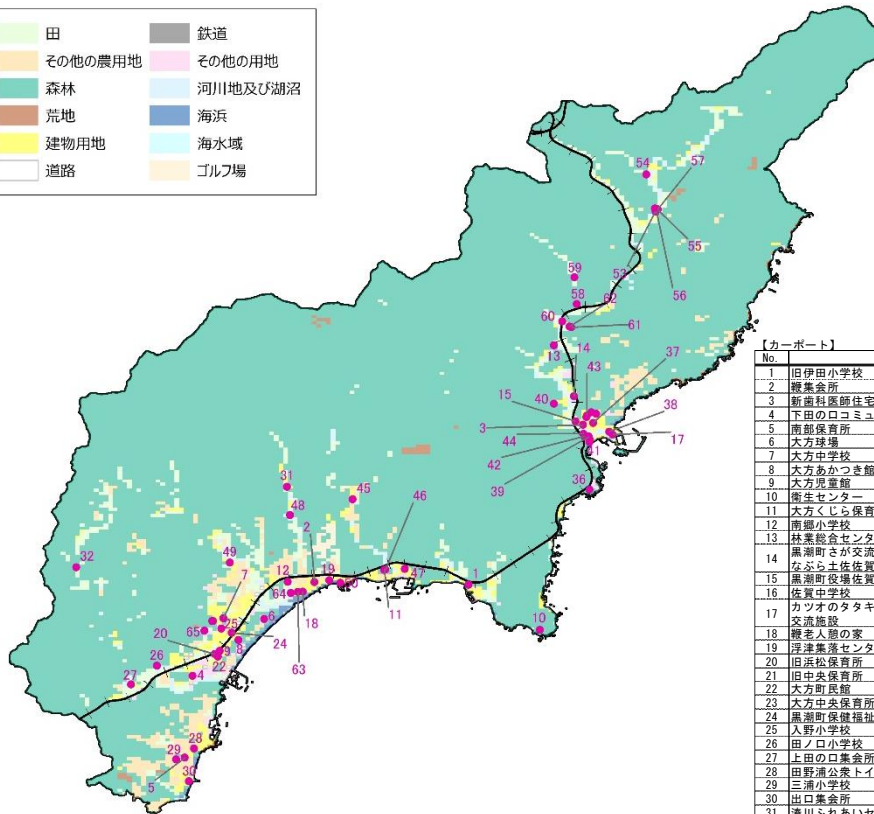 田
鉄道
その他の農用地
その他の用地
森林
河川地及び湖沼
荒地
海浜
建物用地
海水域
道路
ゴルフ場
54
57
55
53
56
59
58
62
60
61
13
14
43
37
15
40
38
3
44
17
42
41
39
36
31
45
48
46
2
32
49
7
12
19
47
1
64
6
11
18
10
65
25
20
24
9
8
63
26
22
4
27
28
29
5
30
【カーポート】
No.
1 旧伊田小学校
2 鞭集会所
3 新歯科医師住宅
4 下田の口コミュ
5 南部保育所
6 大方球場
7 大方中学校
8 大方あかつき館
9 大方児童館
10 衛生センター
11 大方くじら保育
12 南郷小学校
13 林業総合センタ
14 黒潮町さが交流
なぶら土佐佐賀
15 黒潮町役場佐賀
16 佐賀中学校
17 カツオのタタキ
交流施設
18 鞭老人憩の家
19 浮津集落センタ
20 旧浜松保育所
21 旧中央保育所
22 大方町民館
23 大方中央保育所
24 黒潮町保健福祉
25 入野小学校
26 田ノ口小学校
27 上田の口集会所
28 田野浦公衆トイ
29 三浦小学校
30 出口集会所